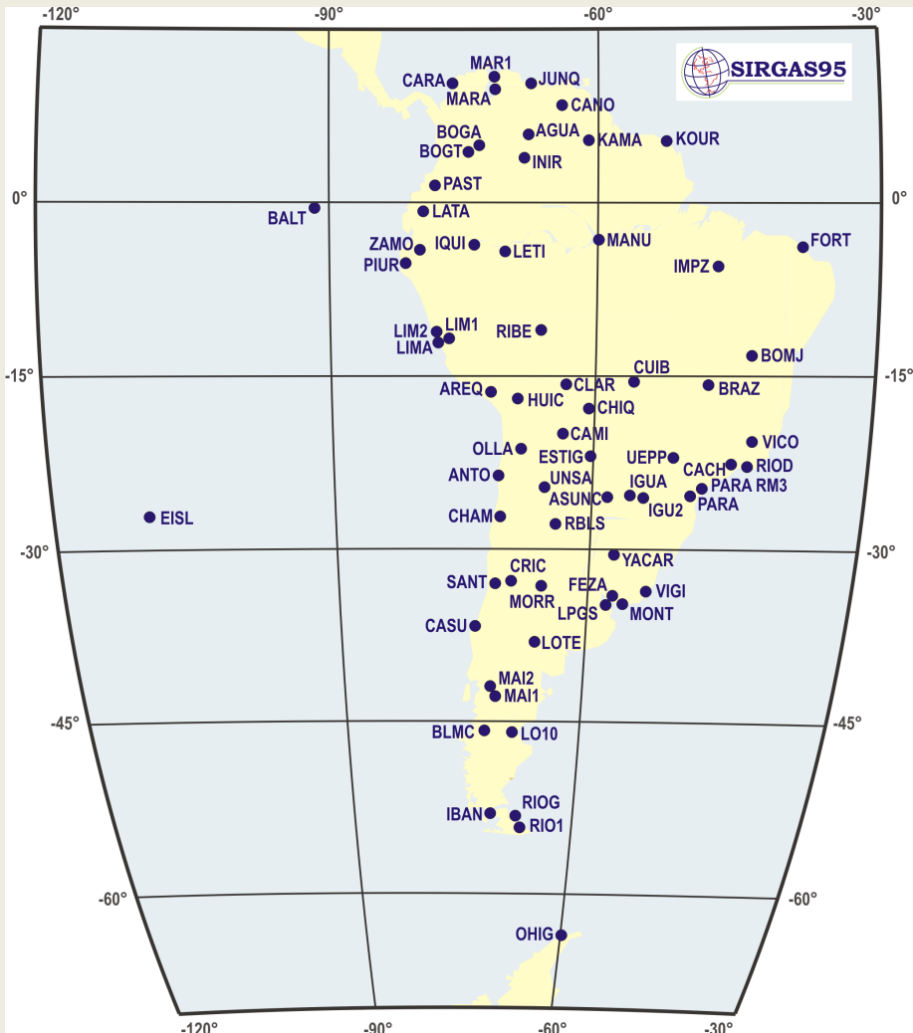 -120°
-90°
-60°
-30°
SIRGAS95
MAR1
CARA
JUNQ
MARA
CANO
BOGA
AGUA
KAMA
KOUR
BOGT
INIR
PAST
0°
0°
BALT
LATA
ZAMO
IQUI
LETI
MANU
FORT
PIUR
IMPZ
LIM2
LIM1
RIBE
LIMA
BOMJ
-15°
-15°
CUIB
AREQ
CLAR
BRAZ
HUIC
CHIQ
CAMI
VICO
OLLA
ESTIG
UEPP
CACH
RIOD
ANTO
UNSA
IGUA
PARA RM3
ASUNC
IGU2
PARA
EISL
CHAM
RBLS
-30°
-30°
YACAR
CRIC
SANT
FEZA
VIGI
MORR
LPGS
MONT
CASU
LOTE
MAI2
MAI1
-45°
-45°
BLMC
LO10
RIOG
IBAN
RIO1
-60°
-60°
OHIG
-120°
-90°
-60°
-30°